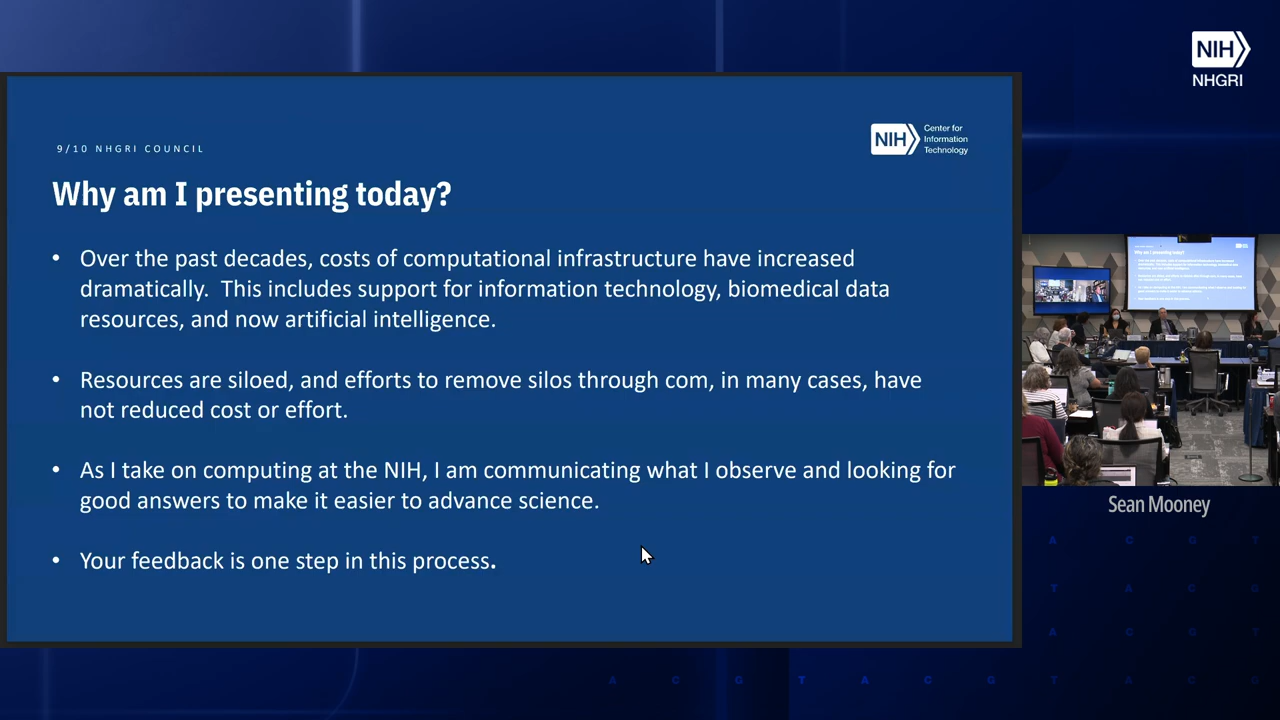 NIH
NHGRI
9/10 NHGRI COUNCIL
NIH
Center for
Information
Technology
Why am I presenting today?
• Over the past decades, costs of computational infrastructure have increased
dramatically.  This includes support for information technology, biomedical data
resources, and now artificial intelligence.
• Resources are siloed, and efforts to remove silos through com, in many cases, have
not reduced cost or effort.
• As I take on computing at the NIH, I am communicating what I observe and looking for
good answers to make it easier to advance science.
• Your feedback is one step in this process.
Why am I presenting today?
Sean Mooney
A C G T
T A C G
A C G T
A C G T A C G T A C G